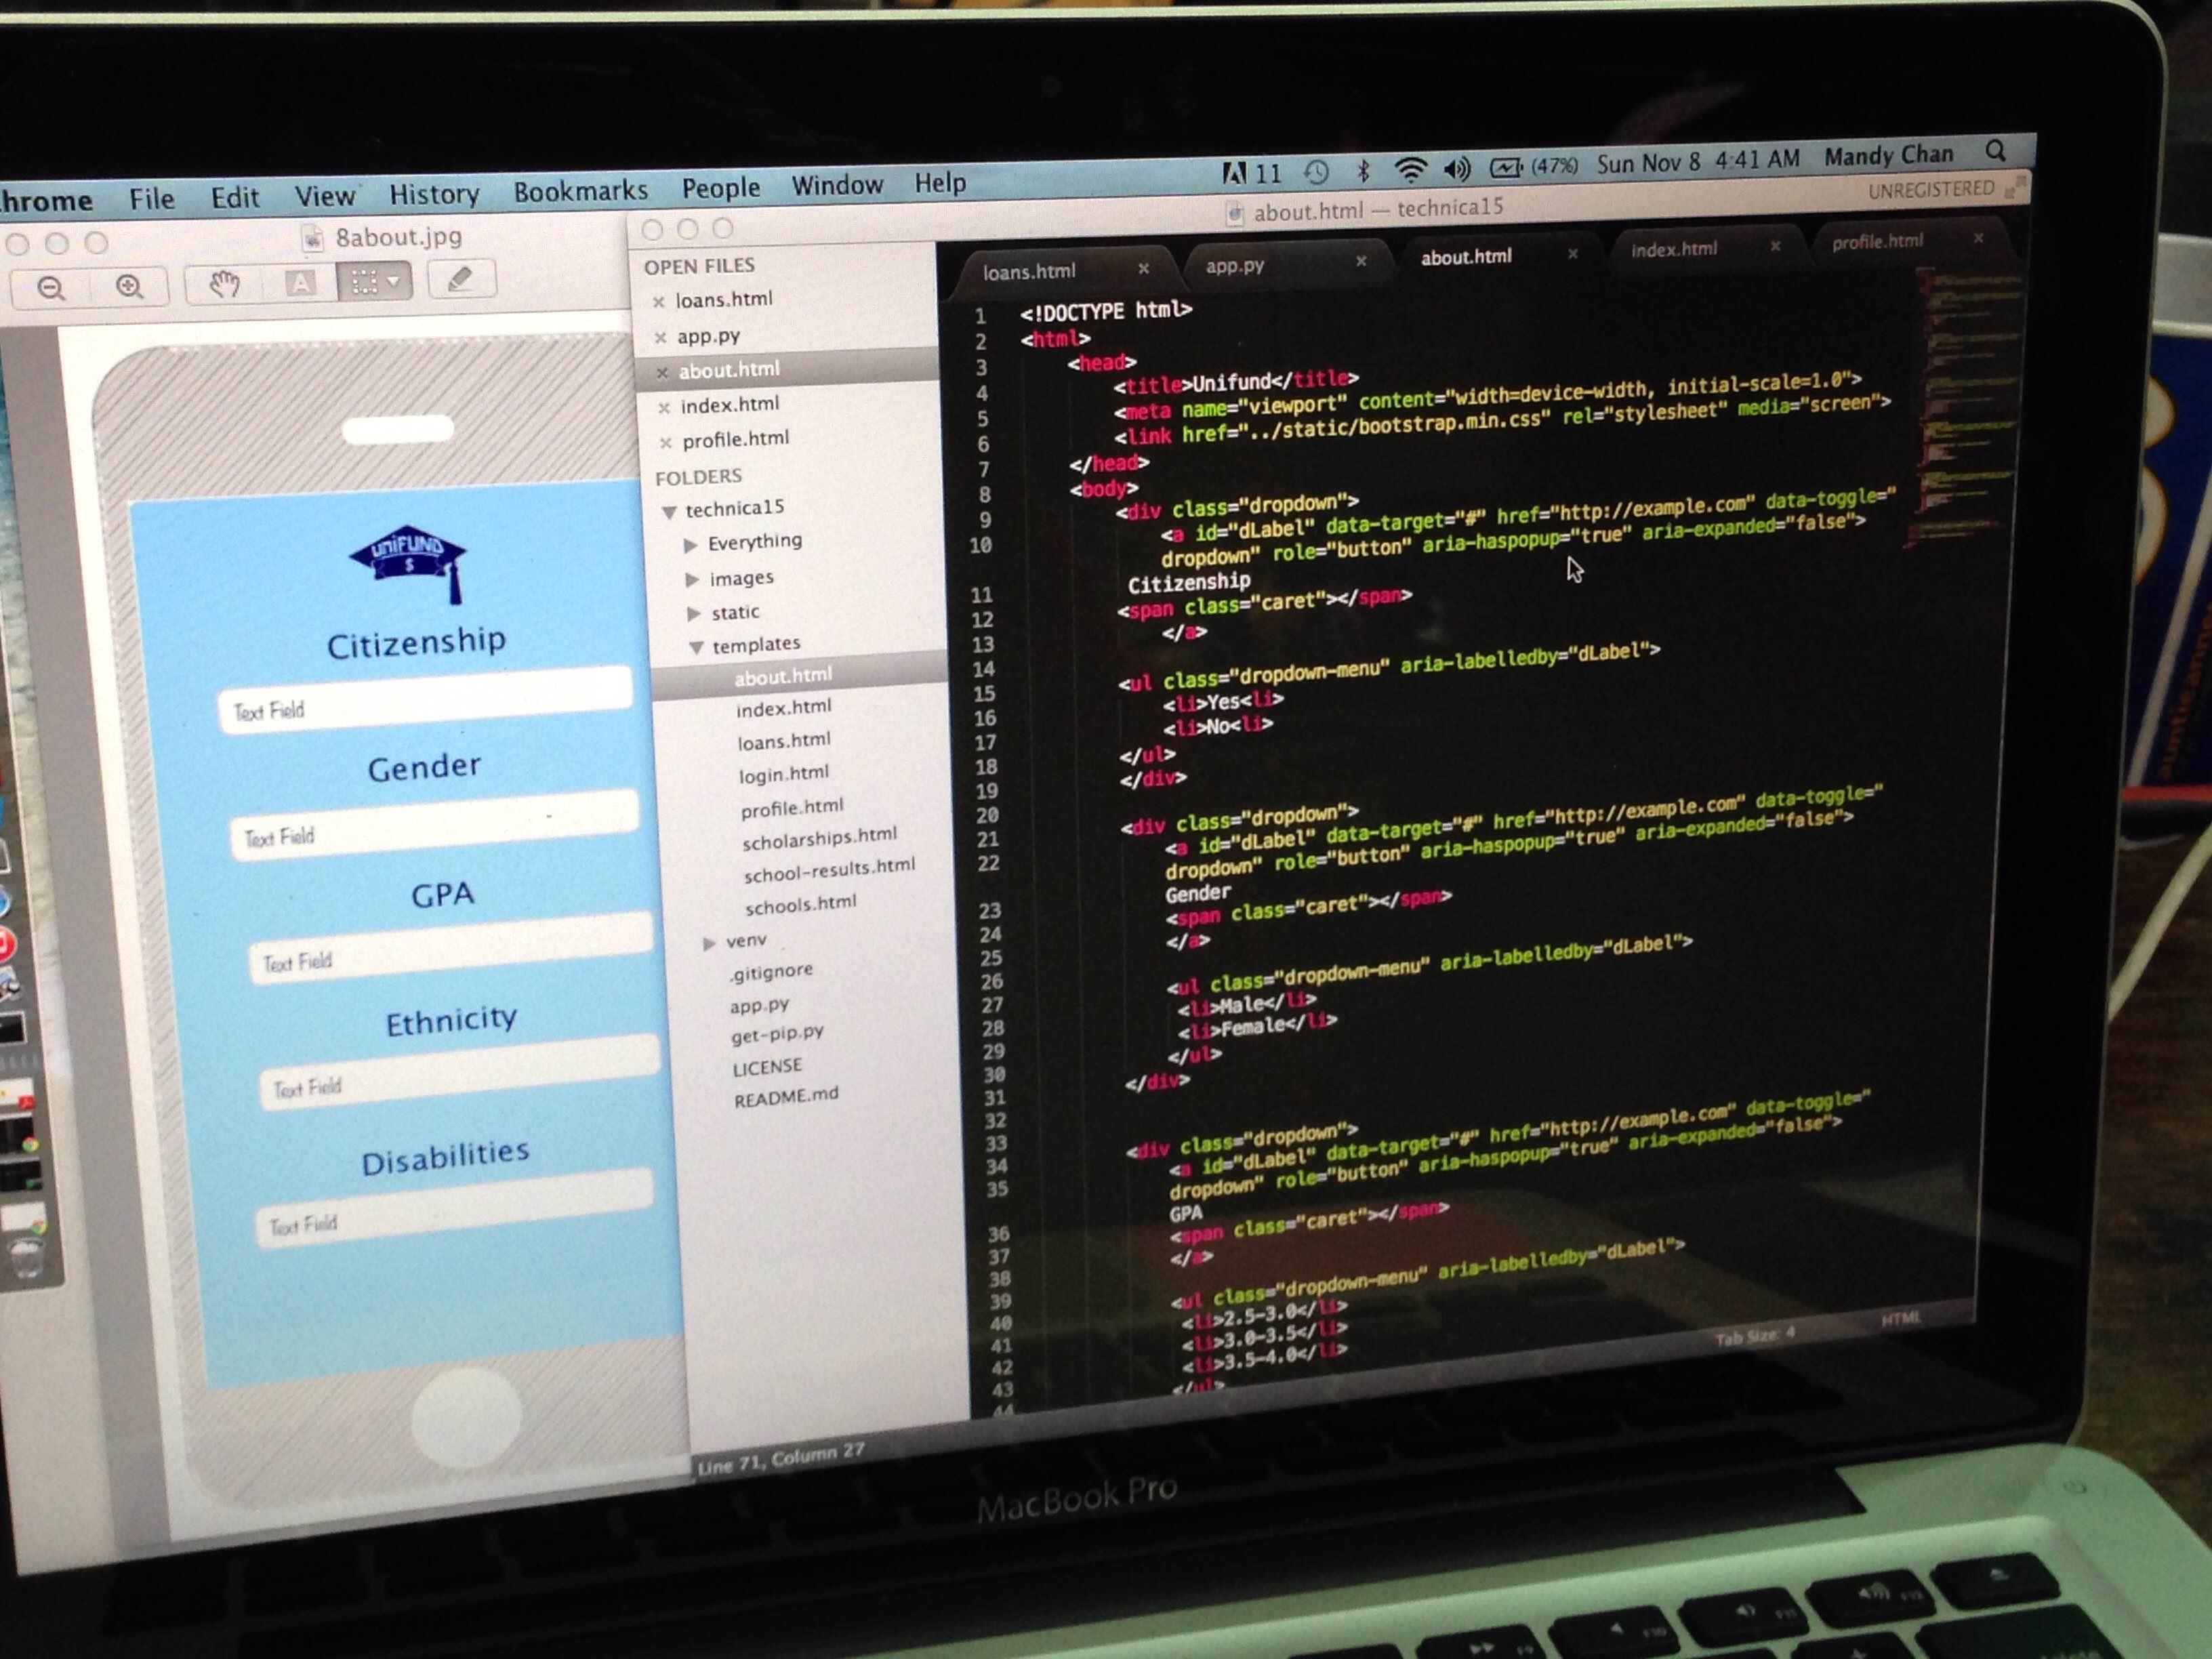 hrome File Edit View History Bookmarks People Window Help
11 (47%) Sun Nov 8 4:41 AM Mandy Chan
8about.jpg
uniFUND
$
Citizenship
Text Field
Gender
Text Field
GPA
Text Field
Ethnicity
Text Field
Disabilities
Text Field
about.html — technica15
UNREGISTERED
OPEN FILES
loans.html
app.py
about.html
index.html
profile.html
FOLDERS
technica15
Everything
images
static
templates
about.html
index.html
loans.html
login.html
profile.html
scholarships.html
school-results.html
schools.html
venv
.gitignore
app.py
get-pip.py
LICENSE
README.md
loans.html app.py about.html index.html profile.html
1 <!DOCTYPE html>
2 <html>
3 <head>
4 <title>Unifund</title>
5 <meta name="viewport" content="width=device-width, initial-scale=1.0">
6 <link href="../static/bootstrap.min.css" rel="stylesheet" media="screen">
7 </head>
8 <body>
9 <div class="dropdown">
10 <a id="dLabel" data-target="#" href="http://example.com" data-toggle="
dropdown" role="button" aria-haspopup="true" aria-expanded="false">
11 Citizenship
12 <span class="caret"></span>
13 </a>
14
15 <ul class="dropdown-menu" aria-labelledby="dLabel">
16 <li>Yes<li>
17 <li>No<li>
18 </ul>
19 </div>
20
21 <div class="dropdown">
22 <a id="dLabel" data-target="#" href="http://example.com" data-toggle="
dropdown" role="button" aria-haspopup="true" aria-expanded="false">
23 Gender
24 <span class="caret"></span>
25 </a>
26
27 <ul class="dropdown-menu" aria-labelledby="dLabel">
28 <li>Male</li>
29 <li>Female</li>
30 </ul>
31 </div>
32
33
34 <div class="dropdown">
35 <a id="dLabel" data-target="#" href="http://example.com" data-toggle="
dropdown" role="button" aria-haspopup="true" aria-expanded="false">
36 GPA
37 <span class="caret"></span>
38 </a>
39
40 <ul class="dropdown-menu" aria-labelledby="dLabel">
41 <li>2.5-3.0</li>
42 <li>3.0-3.5</li>
43 <li>3.5-4.0</li>
44 </ul>
Line 71, Column 27
Tab Size: 4
HTML
MacBook Pro